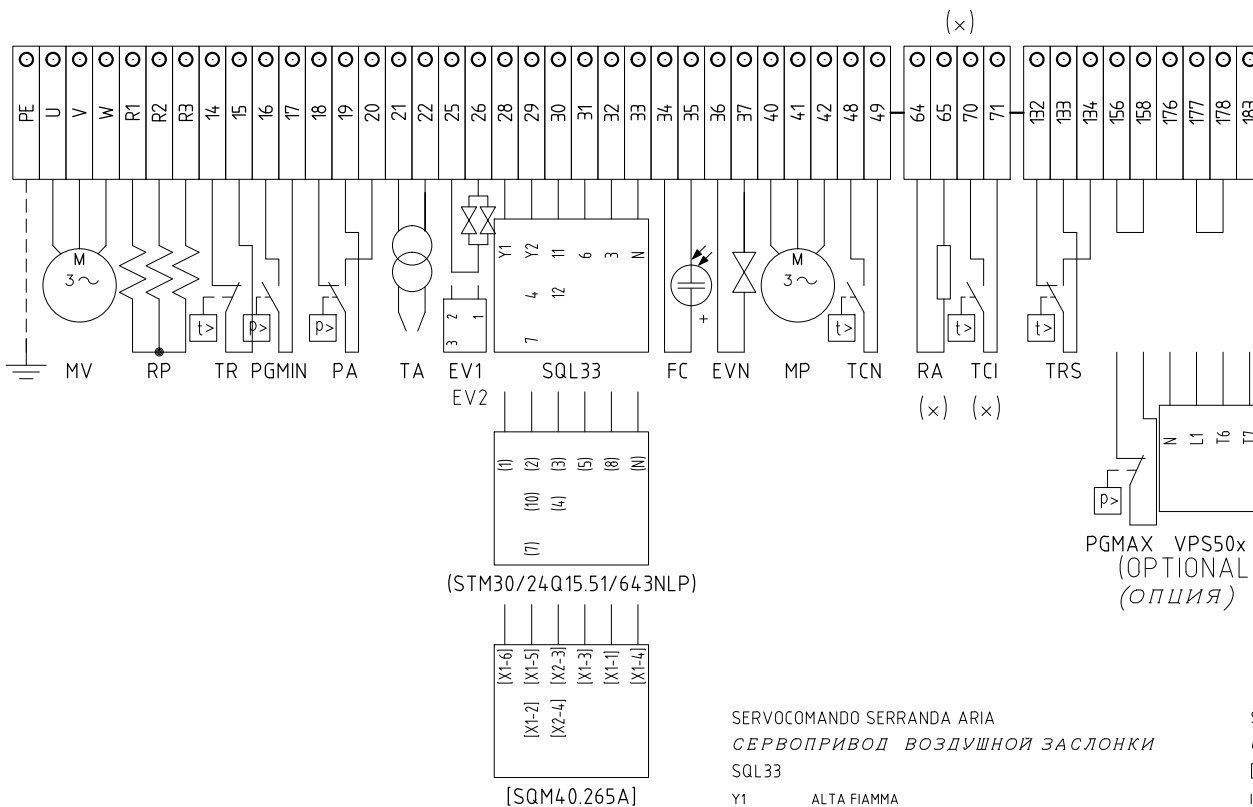 (x)
PE U V W R1 R2 R3 14 15 16 17 18 19 20 21 22 25 26 28 29 30 31 32 33 34 35 36 37 40 41 42 48 49 64 65 70 71 132 133 134 156 158 176 177 178 183
M 3~
t>
p>
p>
2 1
3
Y1 Y2 11 6 3 N
4 12
7
+
M 3~
t>
t>
t>
MV RP TR PGMIN PA TA EV1 SQL33 FC EVN MP TCN RA TCI TRS
EV2
(x) (x)
(1) (2) (3) (5) (8) (N)
(10) (4)
(7)
N L1 T6 T7
p>
PGMAX VPS50x
(OPTIONAL
(ОПЦИЯ)
(STM30/24Q15.51/643NLP)
[X1-6] [X1-5] [X2-3] [X1-3] [X1-1] [X1-4]
[X1-2] [X2-4]
[SQM40.265A]
SERVOCOMANDO SERRANDA ARIA
СЕРВОПРИВОД ВОЗДУШНОЙ ЗАСЛОНКИ
SQL33
Y1 ALTA FIAMMA